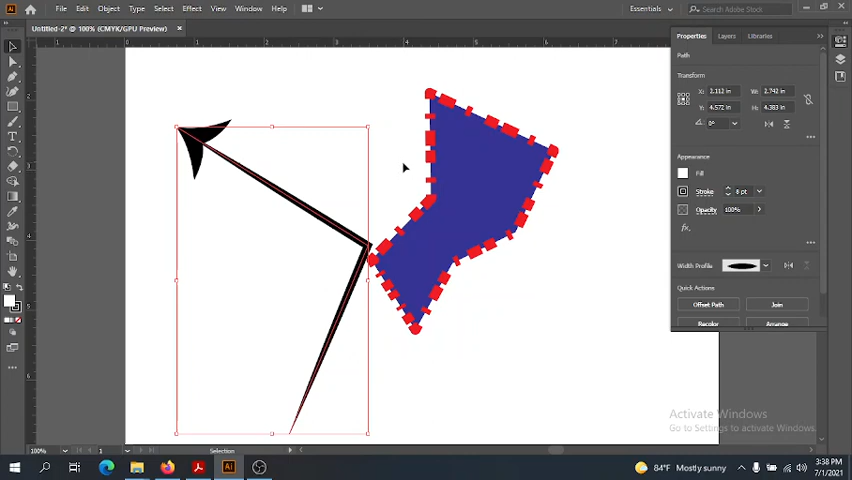 File Edit Object Type Select Effect View Window Help
Essentials
Search Adobe Stock
Untitled-2* @ 100% (CMYK/GPU Preview)
Properties Layers Libraries
Path
Transform
X: 2.112 in W: 2.742 in
Y: 4.572 in H: 4.383 in
0°
Appearance
Fill
Stroke 8 pt
Opacity 100%
fx
Width Profile
Quick Actions
Offset Path Join
Recolor Arrange
Activate Windows
Go to Settings to activate Windows.
100% 1 Selection
Ai
84°F Mostly sunny
3:38 PM
7/1/2021